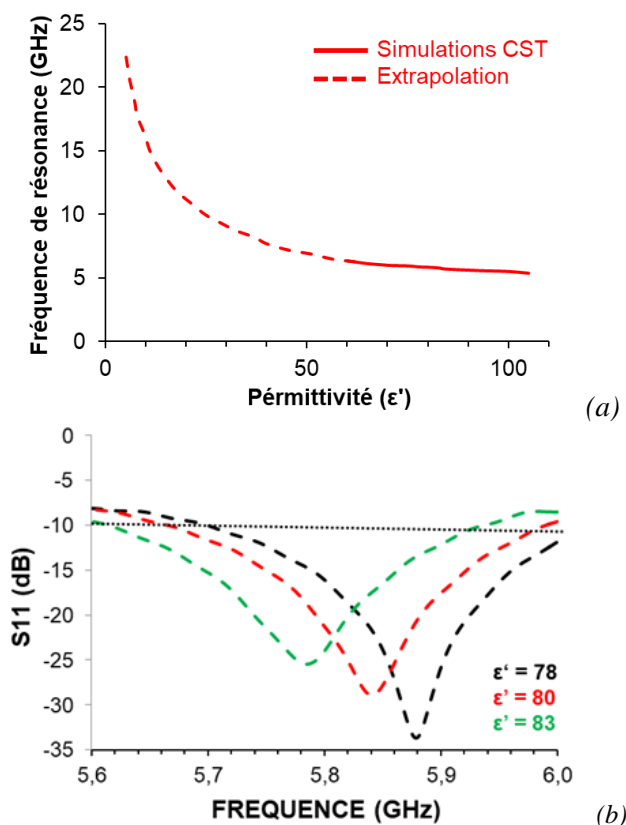 25
20
15
10
5
0
Fréquence de résonance (GHz)
Simulations CST
Extrapolation
0
50
100
Pérmittivité (ε')
(a)
0
-5
-10
-15
-20
-25
-30
-35
S11 (dB)
ε‘ = 78
ε’ = 80
ε’ = 83
5,6
5,7
5,8
5,9
6,0
FREQUENCE (GHz)
(b)